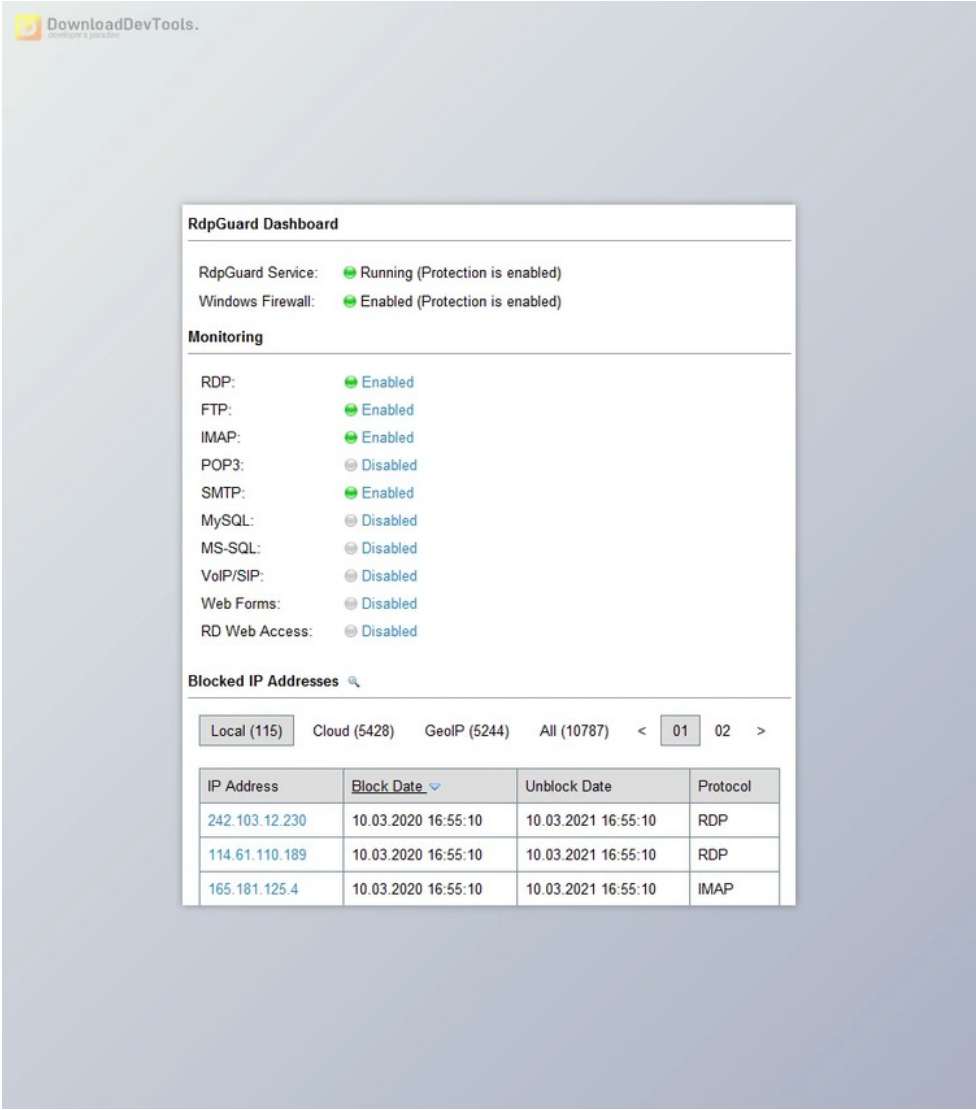 DownloadDevTools.
developer's paradise
RdpGuard Dashboard
RdpGuard Service: Running (Protection is enabled)
Windows Firewall: Enabled (Protection is enabled)
Monitoring
RDP: Enabled
FTP: Enabled
IMAP: Enabled
POP3: Disabled
SMTP: Enabled
MySQL: Disabled
MS-SQL: Disabled
VoIP/SIP: Disabled
Web Forms: Disabled
RD Web Access: Disabled
Blocked IP Addresses
Local (115) Cloud (5428) GeoIP (5244) All (10787) < 01 02 >
IP Address Block Date Unblock Date Protocol
242.103.12.230 10.03.2020 16:55:10 10.03.2021 16:55:10 RDP
114.61.110.189 10.03.2020 16:55:10 10.03.2021 16:55:10 RDP
165.181.125.4 10.03.2020 16:55:10 10.03.2021 16:55:10 IMAP